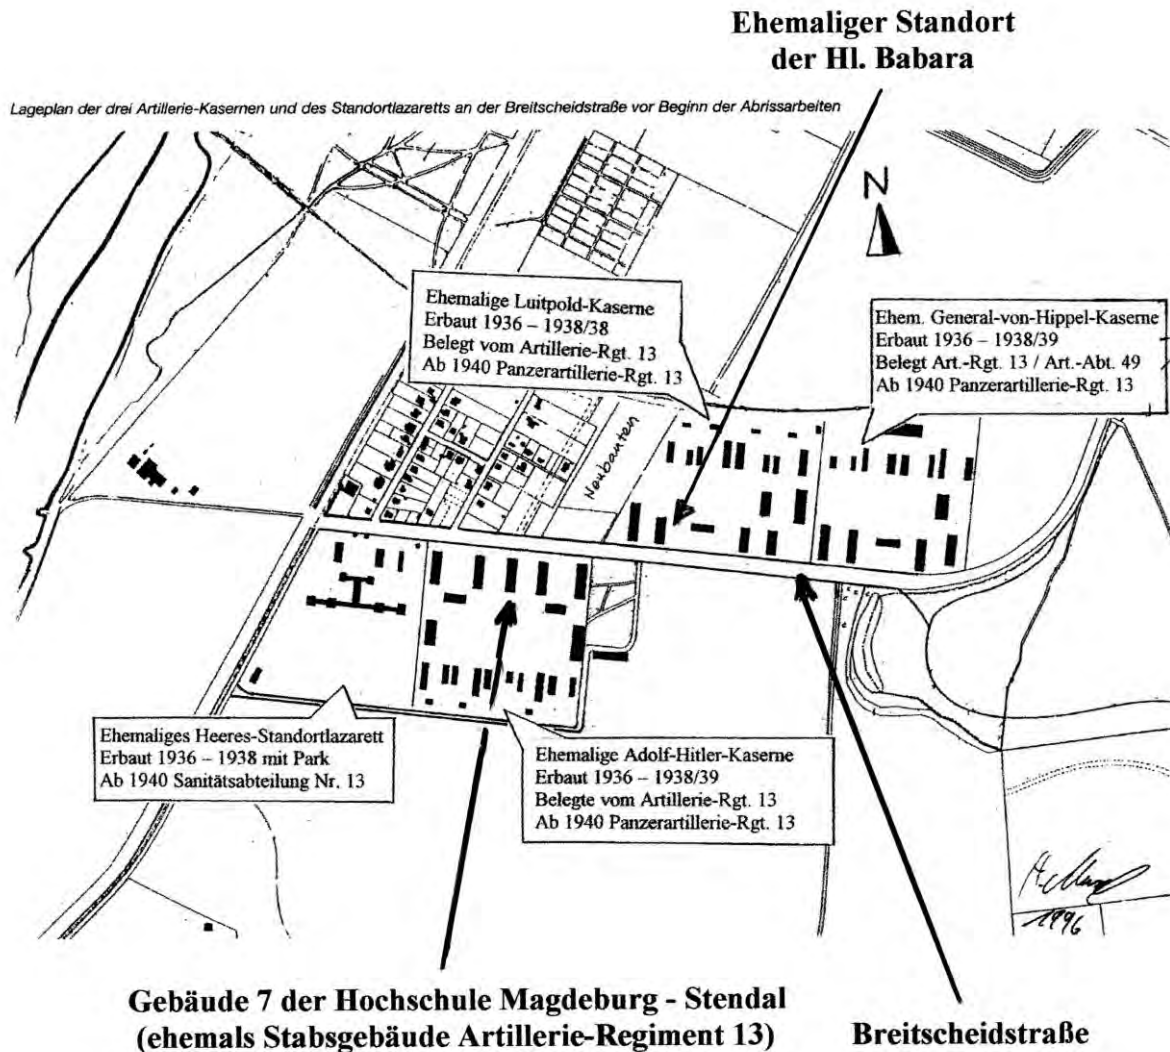 Ehemaliger Standort
der Hl. Babara
Lageplan der drei Artillerie-Kasernen und des Standortlazaretts an der Breitscheidstraße vor Beginn der Abrissarbeiten
N
Ehemalige Luitpold-Kaserne
Erbaut 1936 – 1938/38
Belegt vom Artillerie-Rgt. 13
Ab 1940 Panzerartillerie-Rgt. 13
Ehem. General-von-Hippel-Kaserne
Erbaut 1936 – 1938/39
Belegt Art.-Rgt. 13 / Art.-Abt. 49
Ab 1940 Panzerartillerie-Rgt. 13
Neubauten
Ehemaliges Heeres-Standortlazarett
Erbaut 1936 – 1938 mit Park
Ab 1940 Sanitätsabteilung Nr. 13
Ehemalige Adolf-Hitler-Kaserne
Erbaut 1936 – 1938/39
Belegte vom Artillerie-Rgt. 13
Ab 1940 Panzerartillerie-Rgt. 13
1996
Gebäude 7 der Hochschule Magdeburg - Stendal
(ehemals Stabsgebäude Artillerie-Regiment 13)
Breitscheidstraße